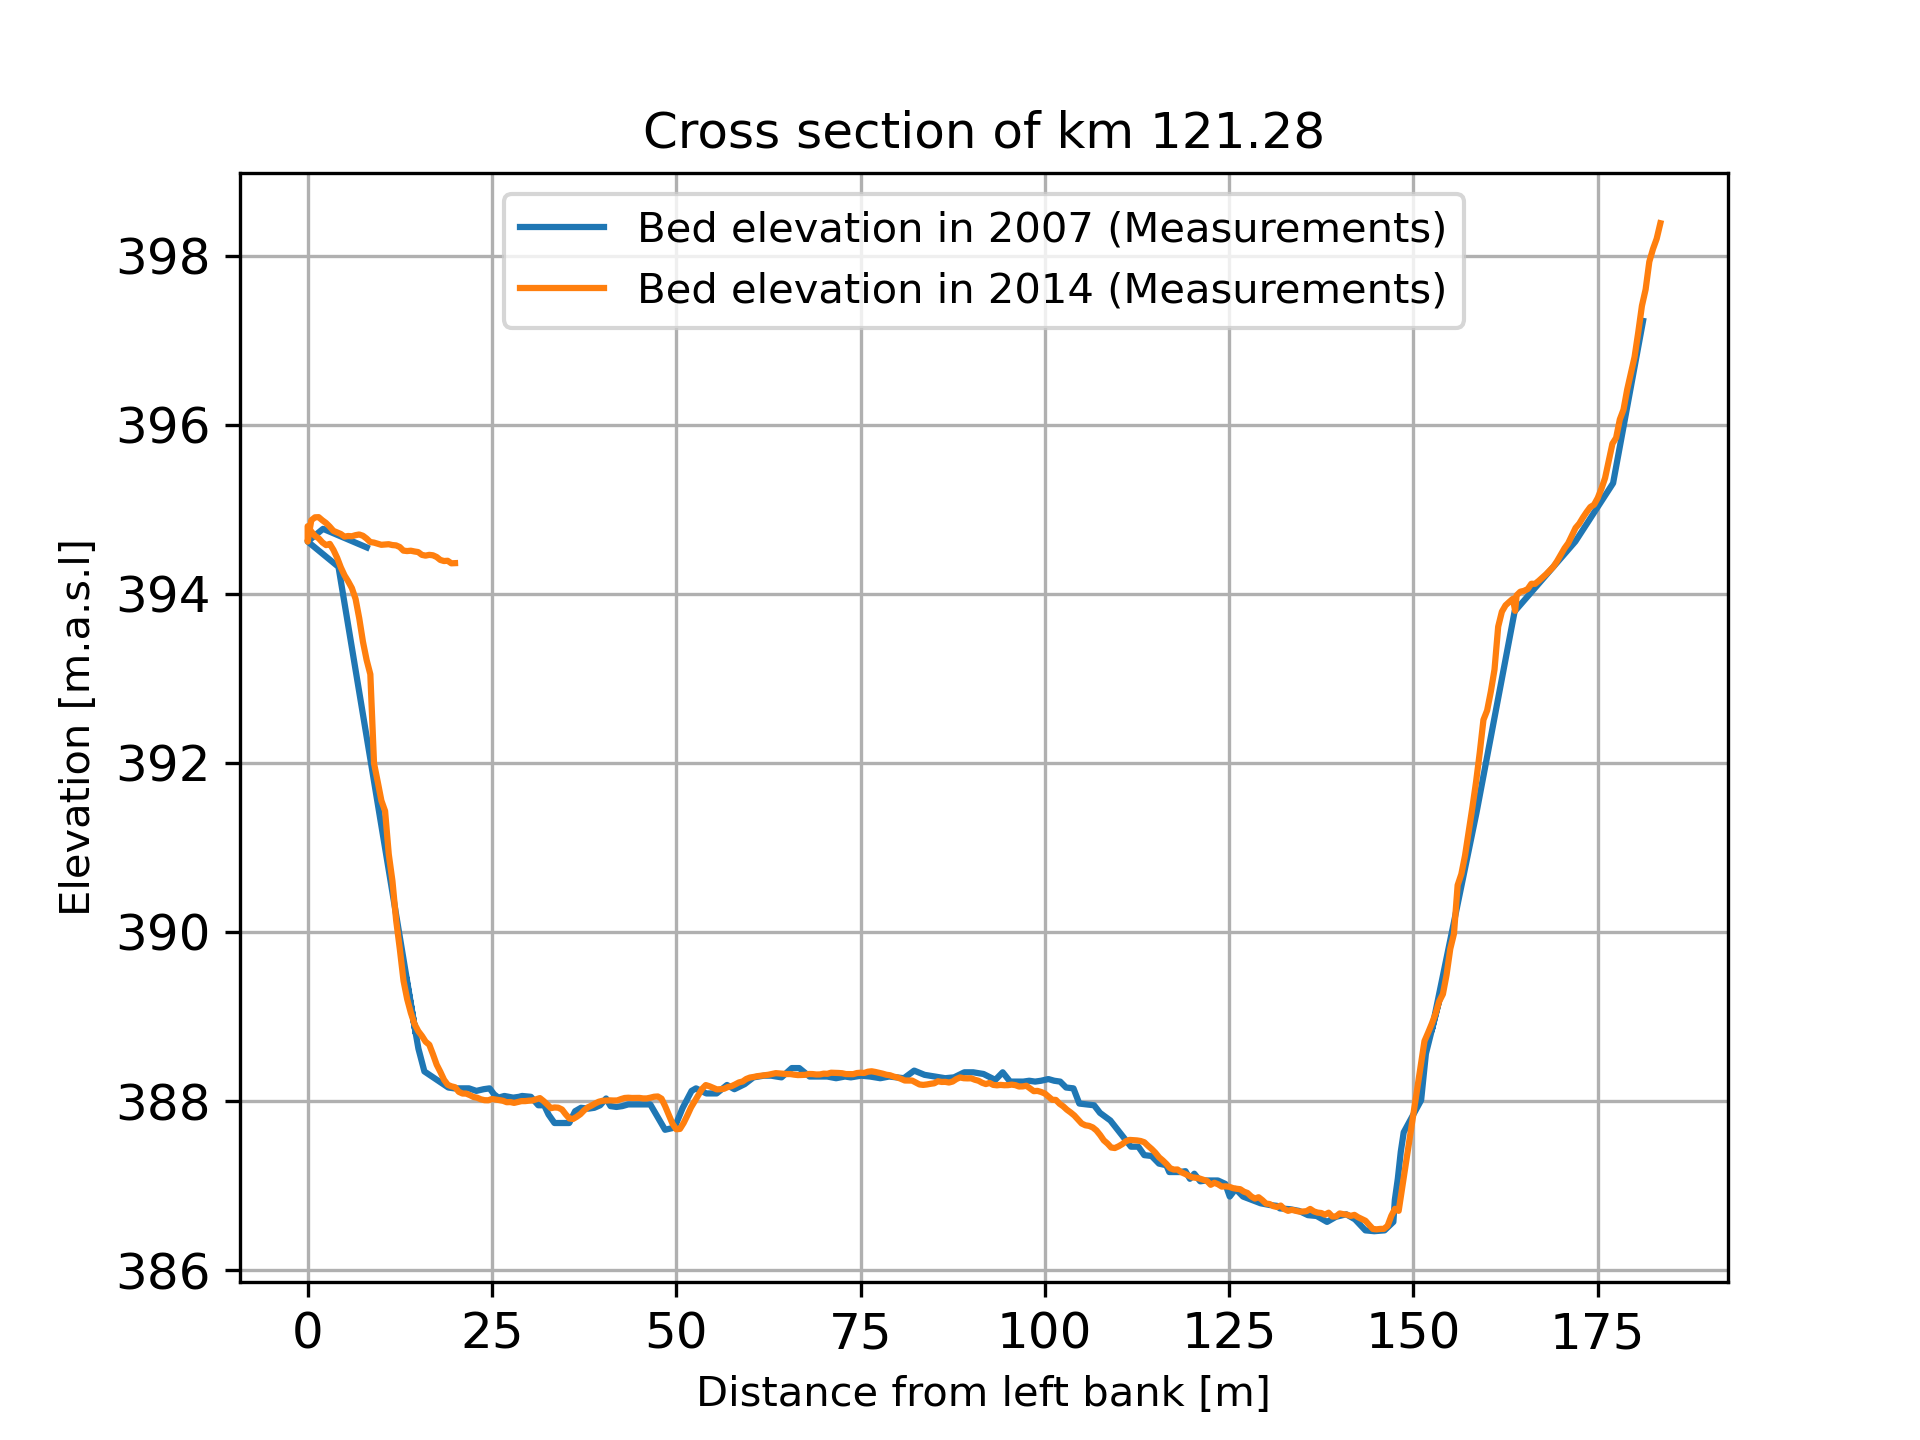 Cross section of km 121.28
Bed elevation in 2007 (Measurements)
Bed elevation in 2014 (Measurements)
398
396
394
392
390
388
386
Elevation [m.a.s.l]
0 25 50 75 100 125 150 175
Distance from left bank [m]